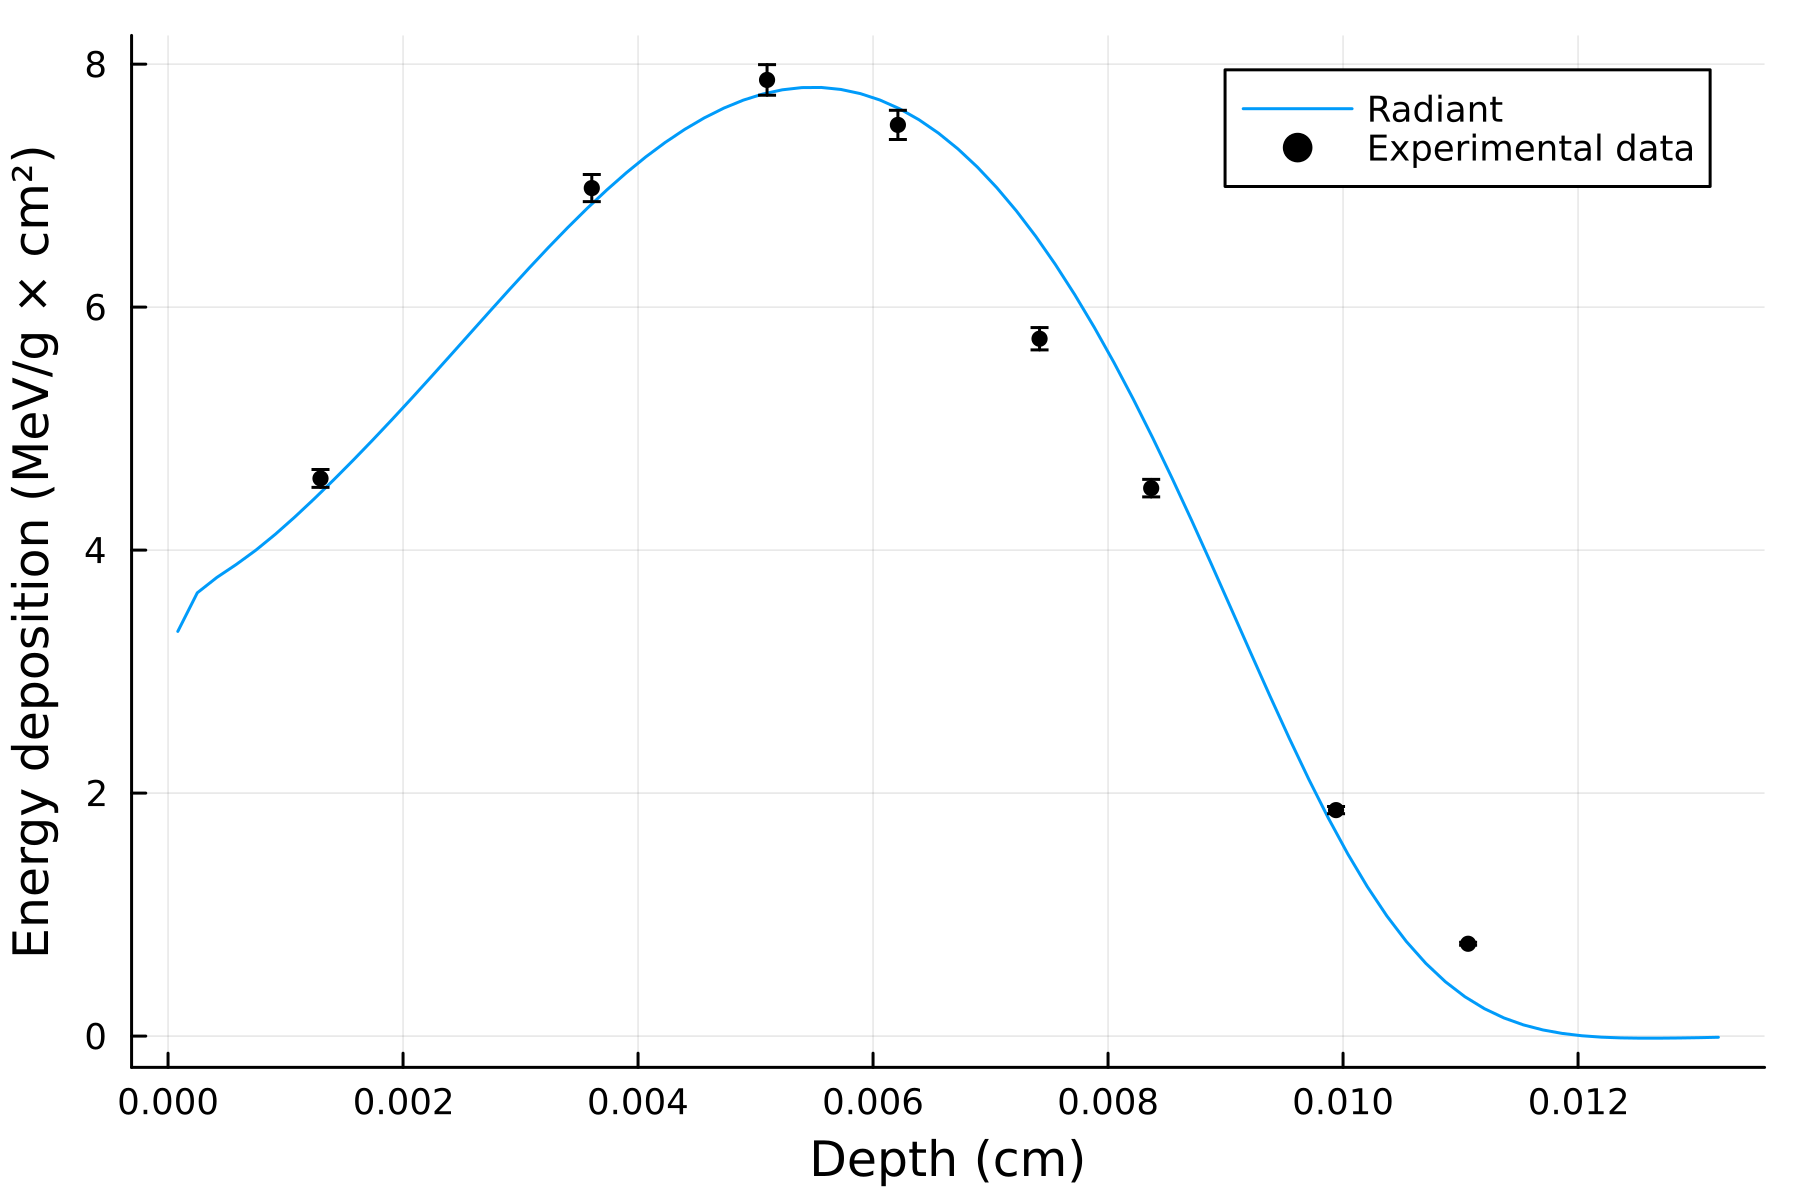 Energy deposition (MeV/g × cm²)
8
6
4
2
0
Radiant
Experimental data
0.000 0.002 0.004 0.006 0.008 0.010 0.012
Depth (cm)